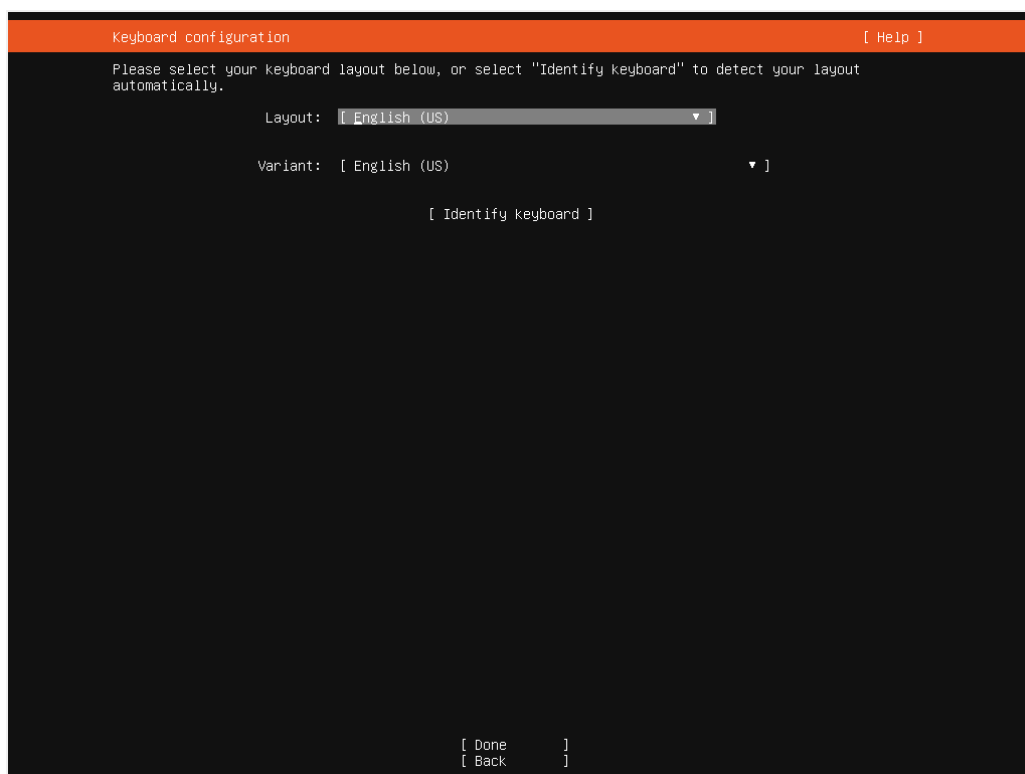 Keyboard configuration [ Help ]
Please select your keyboard layout below, or select "Identify keyboard" to detect your layout
automatically.
Layout: [ English (US) ▾ ]
Variant: [ English (US) ▾ ]
[ Identify keyboard ]
[ Done ]
[ Back ]